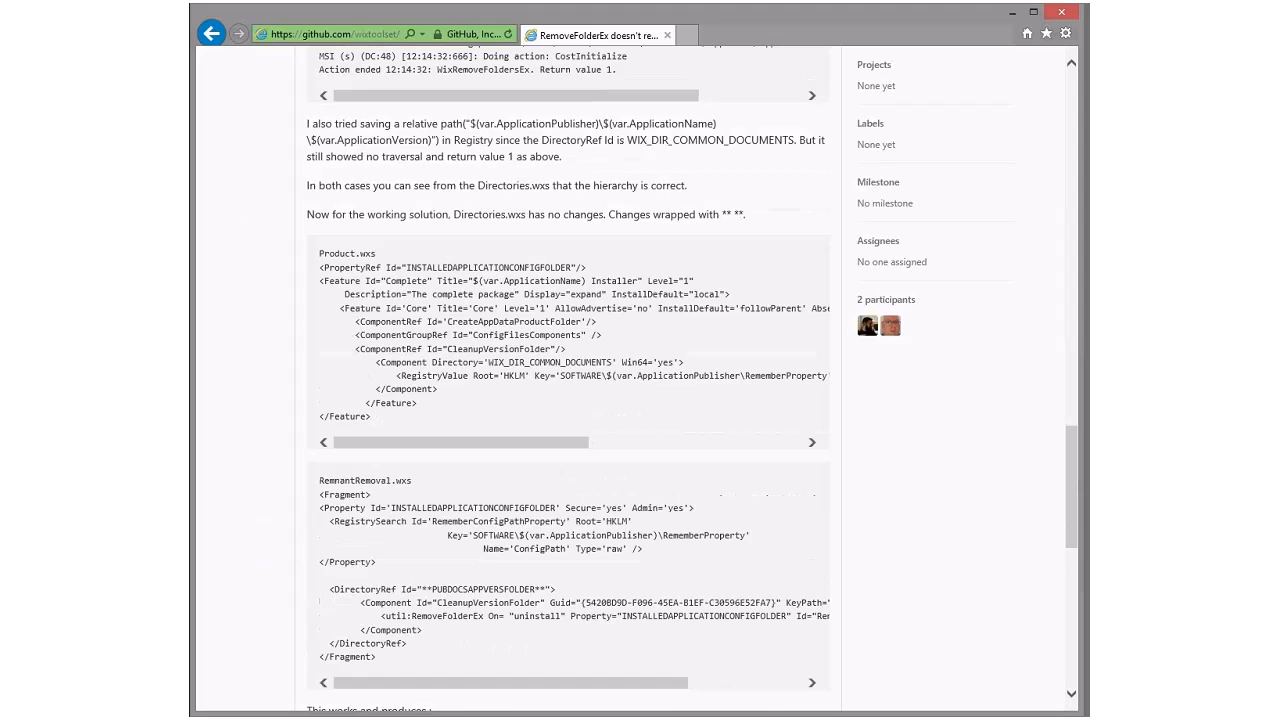 https://github.com/wixtoolset/
GitHub, Inc...
RemoveFolderEx doesn't re...
MSI (s) (DC:48) [12:14:32:666]: Doing action: CostInitialize
Action ended 12:14:32: WixRemoveFoldersEx. Return value 1.
I also tried saving a relative path("$(var.ApplicationPublisher)\$(var.ApplicationName)
\$(var.ApplicationVersion)") in Registry since the DirectoryRef Id is WIX_DIR_COMMON_DOCUMENTS. But it
still showed no traversal and return value 1 as above.
In both cases you can see from the Directories.wxs that the hierarchy is correct.
Now for the working solution, Directories.wxs has no changes. Changes wrapped with ** **.
Product.wxs
<PropertyRef Id="INSTALLEDAPPLICATIONCONFIGFOLDER"/>
<Feature Id="Complete" Title="$(var.ApplicationName) Installer" Level="1"
Description="The complete package" Display="expand" InstallDefault="local">
<Feature Id='Core' Title='Core' Level='1' AllowAdvertise='no' InstallDefault='followParent' Abse
<ComponentRef Id='CreateAppDataProductFolder'/>
<ComponentGroupRef Id="ConfigFilesComponents" />
<ComponentRef Id="CleanupVersionFolder"/>
<Component Directory='WIX_DIR_COMMON_DOCUMENTS' Win64='yes'>
<RegistryValue Root='HKLM' Key='SOFTWARE\$(var.ApplicationPublisher\RememberProperty'
</Component>
</Feature>
</Feature>
RemnantRemoval.wxs
<Fragment>
<Property Id='INSTALLEDAPPLICATIONCONFIGFOLDER' Secure='yes' Admin='yes'>
<RegistrySearch Id='RememberConfigPathProperty' Root='HKLM'
Key='SOFTWARE\$(var.ApplicationPublisher)\RememberProperty'
Name='ConfigPath' Type='raw' />
</Property>
<DirectoryRef Id="**PUBDOCSAPPVERSFOLDER**">
<Component Id="CleanupVersionFolder" Guid="{5420BD9D-F096-45EA-B1EF-C30596E52FA7}" KeyPath="
<util:RemoveFolderEx On= "uninstall" Property="INSTALLEDAPPLICATIONCONFIGFOLDER" Id="Rem
</Component>
</DirectoryRef>
</Fragment>
This works and produces :
Projects
None yet
Labels
None yet
Milestone
No milestone
Assignees
No one assigned
2 participants